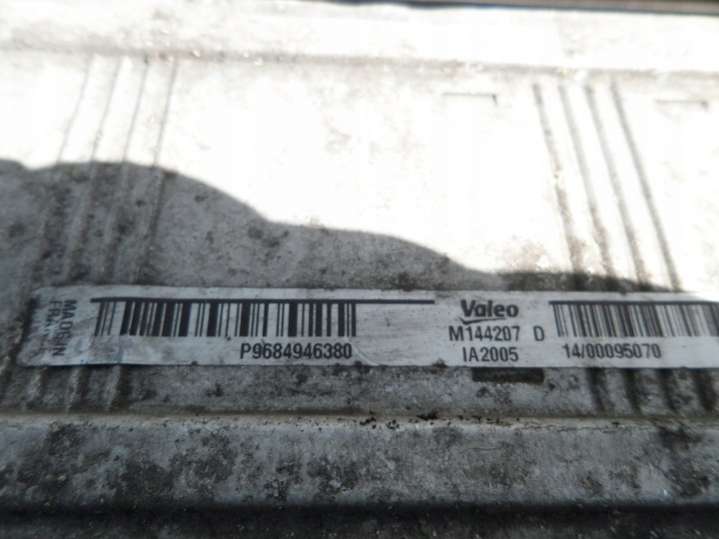 MADE IN
FRANCE
P9684946380
Valeo
M144207 D
IA2005
14/00095070